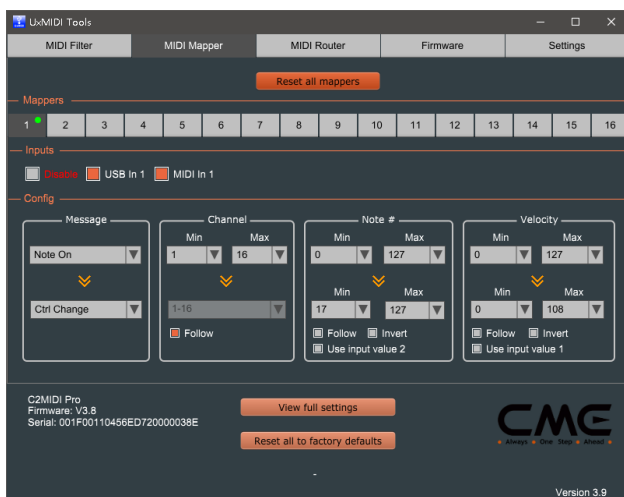 UxMIDI Tools
MIDI Filter MIDI Mapper MIDI Router Firmware Settings
Reset all mappers
Mappers
1 2 3 4 5 6 7 8 9 10 11 12 13 14 15 16
Inputs
Disable USB In 1 MIDI In 1
Config
Message Channel Note # Velocity
Min Max Min Max Min Max
Note On 1 16 0 127 0 127
Min Max Min Max
Ctrl Change 1-16 17 127 0 108
Follow Follow Invert Follow Invert
Use input value 2 Use input value 1
C2MIDI Pro
Firmware: V3.8
Serial: 001F00110456ED720000038E
View full settings
Reset all to factory defaults
CME
Always One Step Ahead
-
Version 3.9